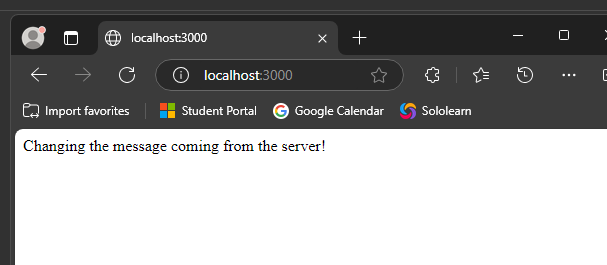 localhost:3000
localhost:3000
Import favorites Student Portal Google Calendar Sololearn
Changing the message coming from the server!